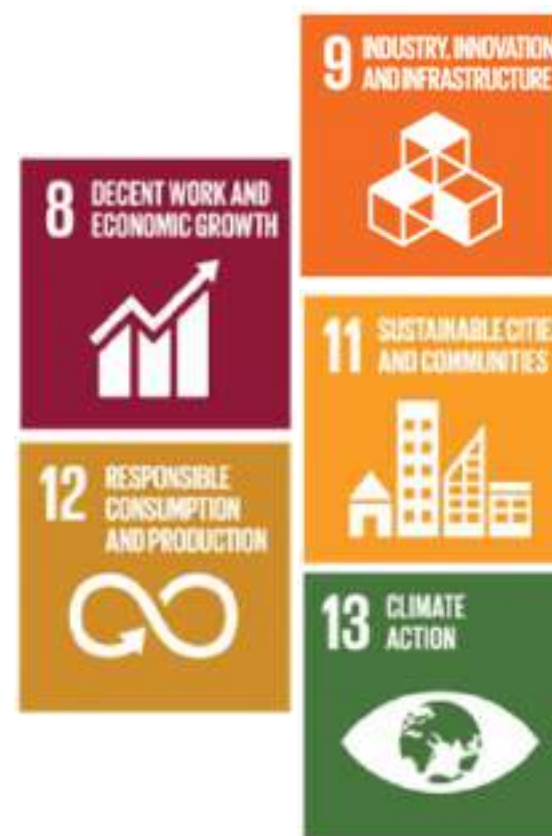 9 INDUSTRY, INNOVATION
AND INFRASTRUCTURE
8 DECENT WORK AND
ECONOMIC GROWTH
11 SUSTAINABLE CITIE
AND COMMUNITIES
12 RESPONSIBLE
CONSUMPTION
AND PRODUCTION
13 CLIMATE
ACTION